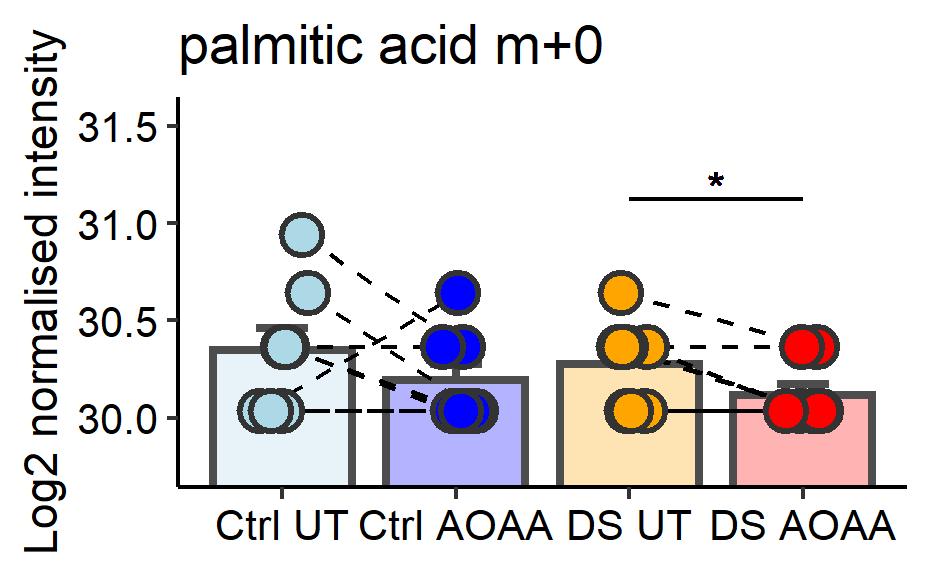 palmitic acid m+0
Log2 normalised intensity
31.5
31.0
30.5
30.0
*
Ctrl UT Ctrl AOAA DS UT DS AOAA